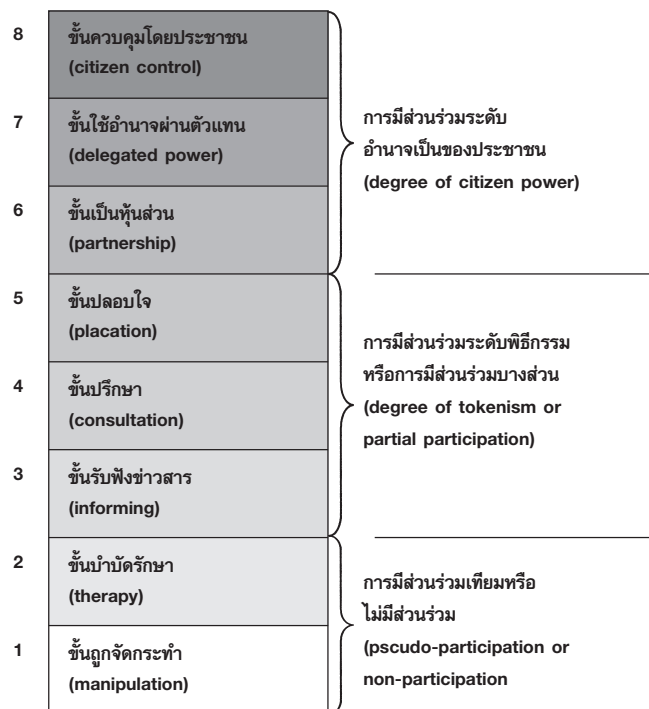 8
ขั้นควบคุมโดยประชาชน
(citizen control)
7
ขั้นใช้อำนาจผ่านตัวแทน
(delegated power)
6
ขั้นเป็นหุ้นส่วน
(partnership)
การมีส่วนร่วมระดับ
อำนาจเป็นของประชาชน
(degree of citizen power)
5
ขั้นปลอบใจ
(placation)
4
ขั้นปรึกษา
(consultation)
3
ขั้นรับฟังข่าวสาร
(informing)
การมีส่วนร่วมระดับพิธีกรรม
หรือการมีส่วนร่วมบางส่วน
(degree of tokenism or
partial participation)
2
ขั้นบำบัดรักษา
(therapy)
1
ขั้นถูกจัดกระทำ
(manipulation)
การมีส่วนร่วมเทียมหรือ
ไม่มีส่วนร่วม
(pscudo-participation or
non-participation